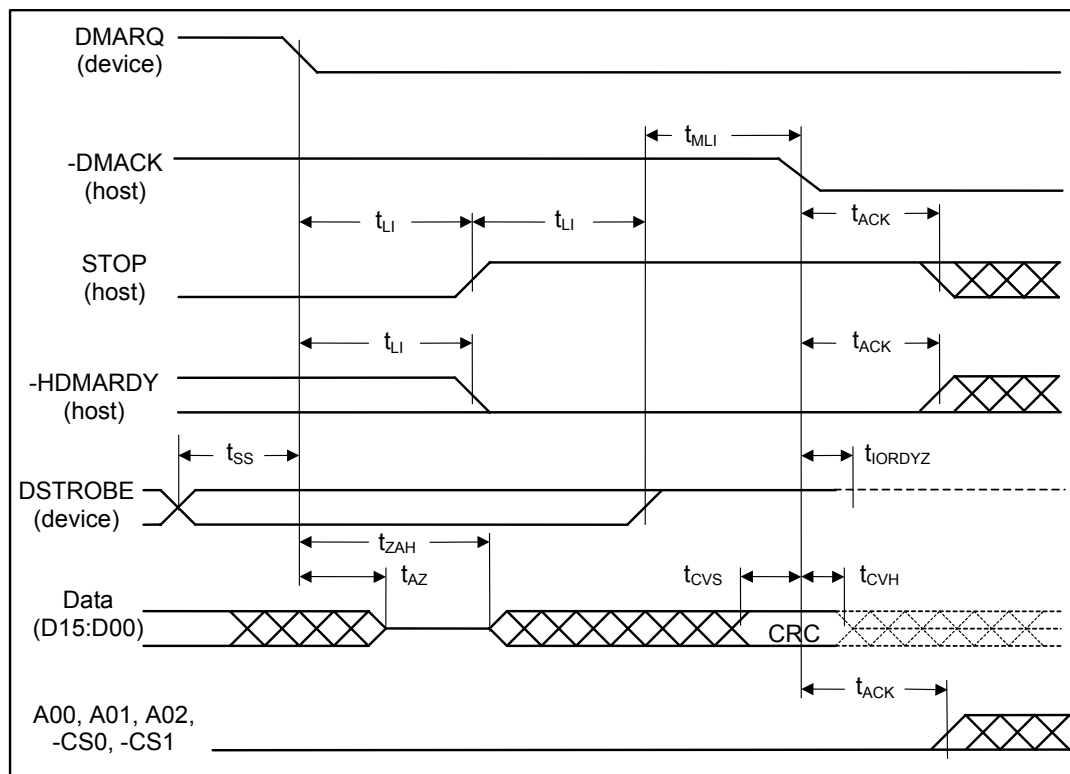 DMARQ
(device)
tMLI
-DMACK
(host)
tLI
tLI
tACK
STOP
(host)
tLI
tACK
-HDMARDY
(host)
tSS
tIORDYZ
DSTROBE
(device)
tZAH
tAZ
tCVS
tCVH
Data
(D15:D00)
CRC
tACK
A00, A01, A02,
-CS0, -CS1